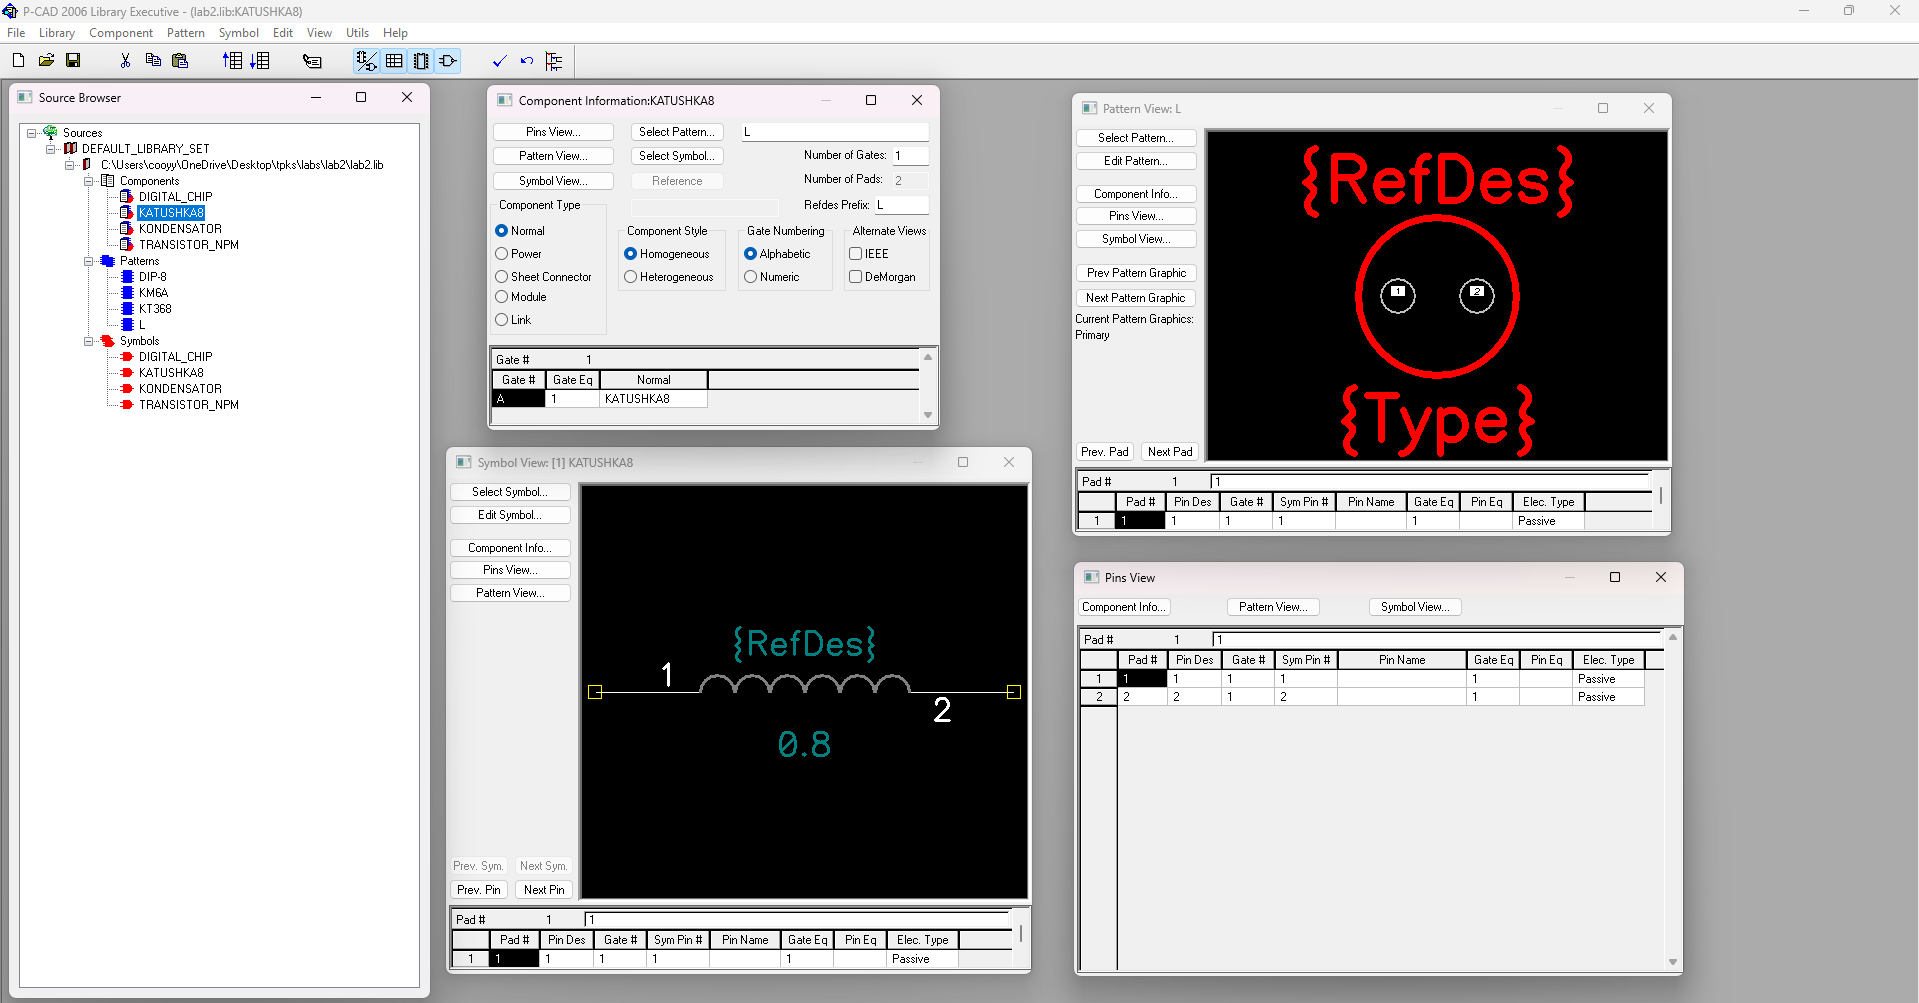 P-CAD 2006 Library Executive - (lab2.lib:KATUSHKA8)
File Library Component Pattern Symbol Edit View Utils Help
Source Browser
Sources
DEFAULT_LIBRARY_SET
C:\Users\cooyy\OneDrive\Desktop\tpks\labs\lab2\lab2.lib
Components
DIGITAL_CHIP
KATUSHKA8
KONDENSATOR
TRANSISTOR_NPM
Patterns
DIP-8
KM6A
KT368
L
Symbols
DIGITAL_CHIP
KATUSHKA8
KONDENSATOR
TRANSISTOR_NPM
Component Information:KATUSHKA8
Pins View... Select Pattern... L
Pattern View... Select Symbol... Number of Gates: 1
Symbol View... Reference Number of Pads: 2
Component Type Refdes Prefix: L
Normal
Power
Sheet Connector
Module
Link
Component Style
Homogeneous
Heterogeneous
Gate Numbering
Alphabetic
Numeric
Alternate Views
IEEE
DeMorgan
Gate # 1
Gate # Gate Eq Normal
A 1 KATUSHKA8
Symbol View: [1] KATUSHKA8
Select Symbol...
Edit Symbol...
Component Info...
Pins View...
Pattern View...
{RefDes}
1
2
0.8
Prev. Sym. Next Sym.
Prev. Pin Next Pin
Pad # 1 1
Pad # Pin Des Gate # Sym Pin # Pin Name Gate Eq Pin Eq Elec. Type
1 1 1 1 1 1 Passive
Pattern View: L
Select Pattern...
Edit Pattern...
Component Info...
Pins View...
Symbol View...
Prev Pattern Graphic
Next Pattern Graphic
Current Pattern Graphics:
Primary
{RefDes}
1 2
{Type}
Prev. Pad Next Pad
Pad # 1 1
Pad # Pin Des Gate # Sym Pin # Pin Name Gate Eq Pin Eq Elec. Type
1 1 1 1 1 1 Passive
Pins View
Component Info... Pattern View... Symbol View...
Pad # 1 1
Pad # Pin Des Gate # Sym Pin # Pin Name Gate Eq Pin Eq Elec. Type
1 1 1 1 1 1 Passive
2 2 2 1 2 1 Passive